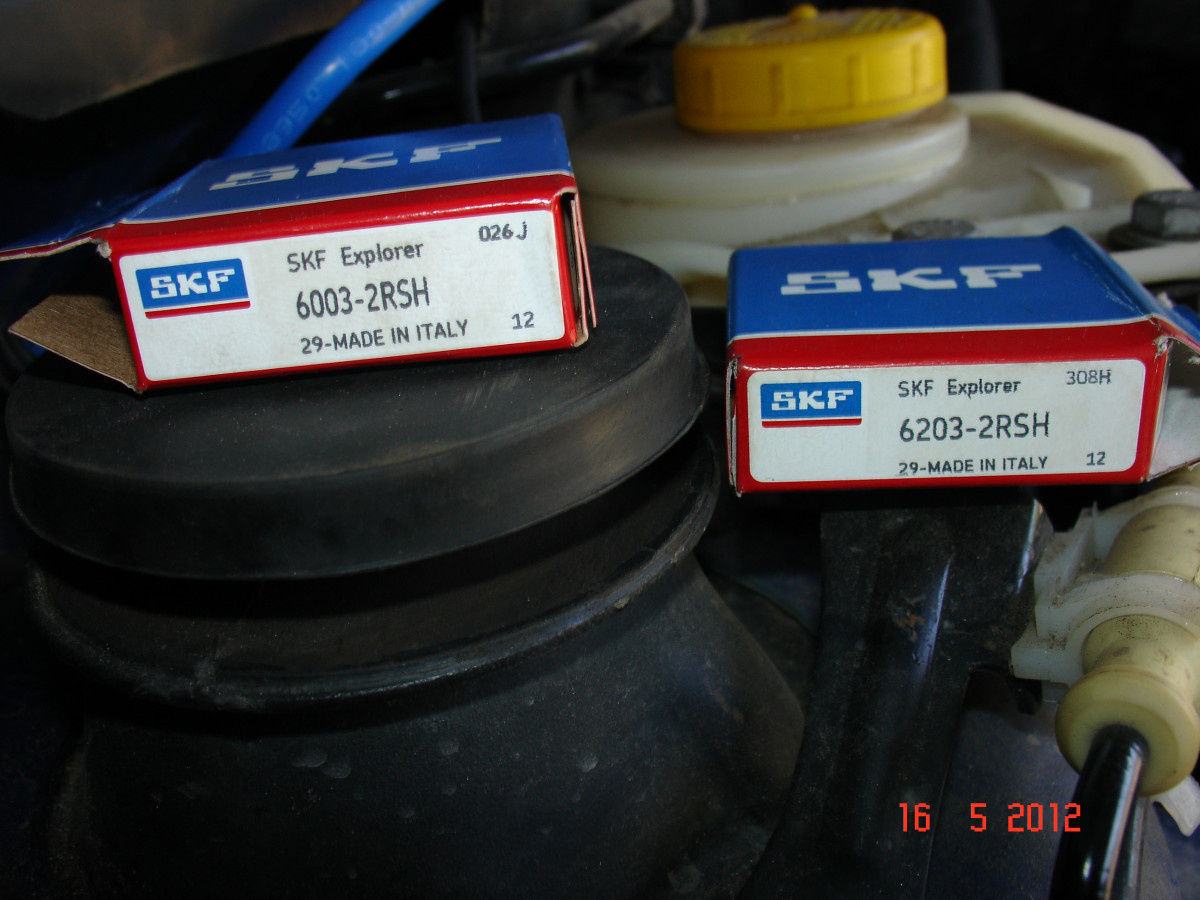 SKF
SKF
SKF Explorer
026J
6003-2RSH
29-MADE IN ITALY
12
SKF
SKF
SKF Explorer
308H
6203-2RSH
29-MADE IN ITALY
12
16 5 2012